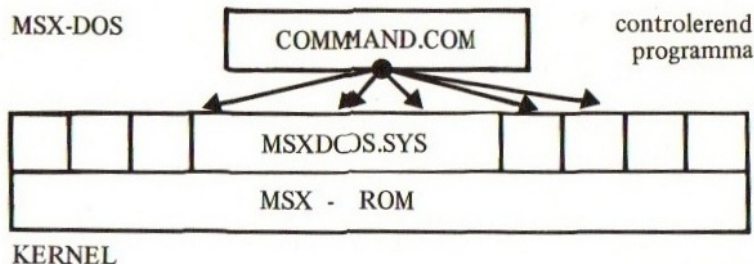 MSX-DOS
COMMAND.COM
controlerend
programma
MSXDOS.SYS
MSX - ROM
KERNEL